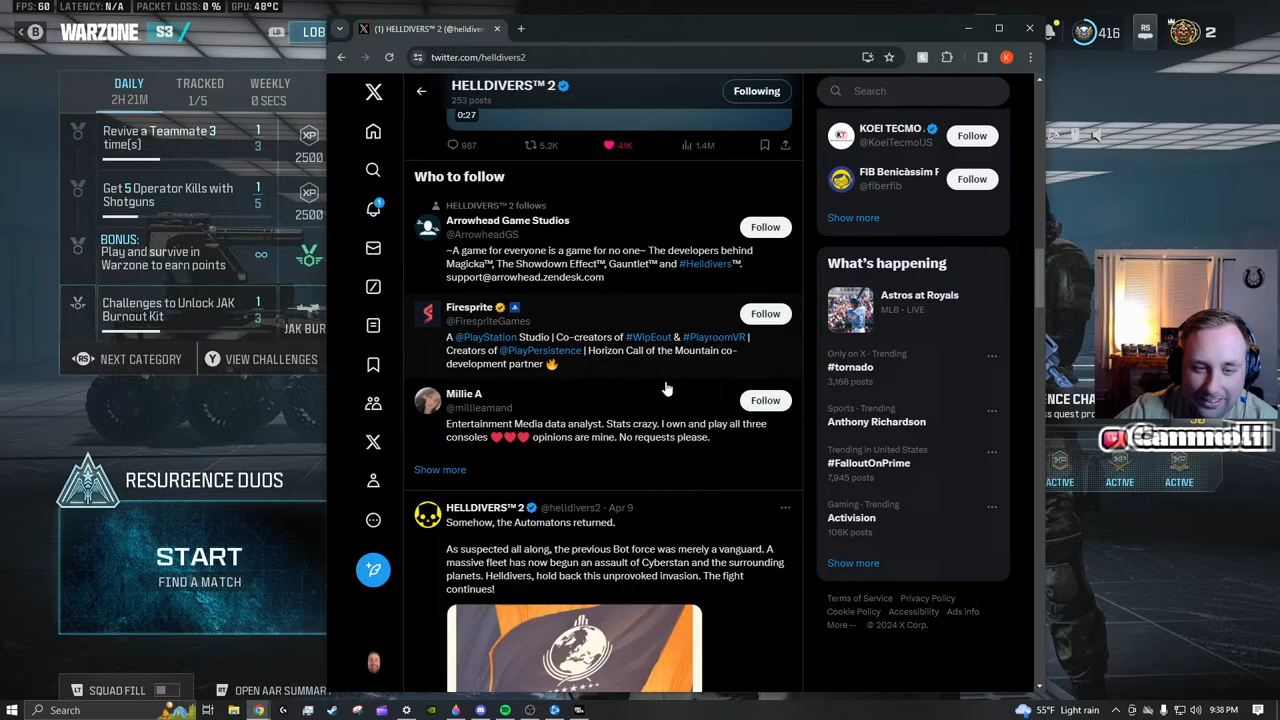 FPS: 60 LATENCY: N/A PACKET LOSS: 0 % GPU: 48°C
B WARZONE S3
LB LOB
DAILY TRACKED WEEKLY
2H 21M 1/5 0 SECS
Revive a Teammate 3
time(s)
1
3
XP
2500
Get 5 Operator Kills with
Shotguns
1
5
XP
2500
BONUS:
Play and survive in
Warzone to earn points
∞
Challenges to Unlock JAK
Burnout Kit
1
3
JAK BUR
RS NEXT CATEGORY Y VIEW CHALLENGES
RESURGENCE DUOS
START
FIND A MATCH
LT SQUAD FILL RT OPEN AAR SUMMAR
(1) HELLDIVERS™ 2 (@helldiver
twitter.com/helldivers2
K
HELLDIVERS™ 2
253 posts
Following
0:27
987 5.2K 41K 1.4M
Who to follow
HELLDIVERS™ 2 follows
Arrowhead Game Studios
@ArrowheadGS
Follow
~A game for everyone is a game for no one~ The developers behind
Magicka™, The Showdown Effect™, Gauntlet™ and #Helldivers™.
support@arrowhead.zendesk.com
Firesprite
@FirespriteGames
Follow
A @PlayStation Studio | Co-creators of #WipEout & #PlayroomVR |
Creators of @PlayPersistence | Horizon Call of the Mountain co-
development partner 🔥
Millie A
@millieamand
Follow
Entertainment Media data analyst. Stats crazy. I own and play all three
consoles ❤️❤️❤️ opinions are mine. No requests please.
Show more
HELLDIVERS™ 2 @helldivers2 · Apr 9
Somehow, the Automatons returned.
As suspected all along, the previous Bot force was merely a vanguard. A
massive fleet has now begun an assault of Cyberstan and the surrounding
planets. Helldivers, hold back this unprovoked invasion. The fight
continues!
Search
KOEI TECMO
@KoeiTecmoUS
Follow
FIB Benicàssim F
@fiberfib
Follow
Show more
What's happening
Astros at Royals
MLB · LIVE
Only on X · Trending
#tornado
3,166 posts
Sports · Trending
Anthony Richardson
Trending in United States
#FalloutOnPrime
7,945 posts
Gaming · Trending
Activision
106K posts
Show more
Terms of Service Privacy Policy
Cookie Policy Accessibility Ads info
More ··· © 2024 X Corp.
416 RS 2
ENGE CHA
ACTIVE ACTIVE ACTIVE
Search
55°F Light rain 9:38 PM